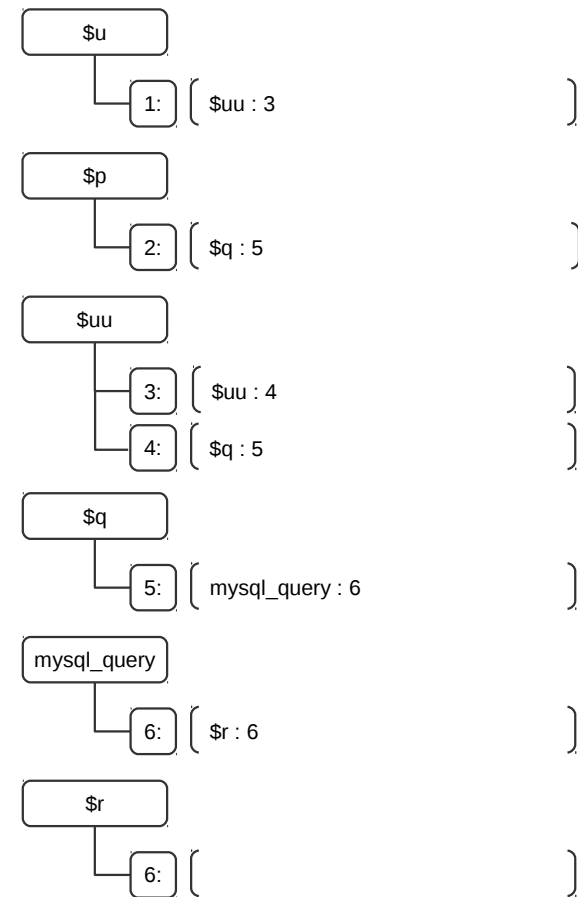 $u
1: $uu : 3
$p
2: $q : 5
$uu
3: $uu : 4
4: $q : 5
$q
5: mysql_query : 6
mysql_query
6: $r : 6
$r
6: